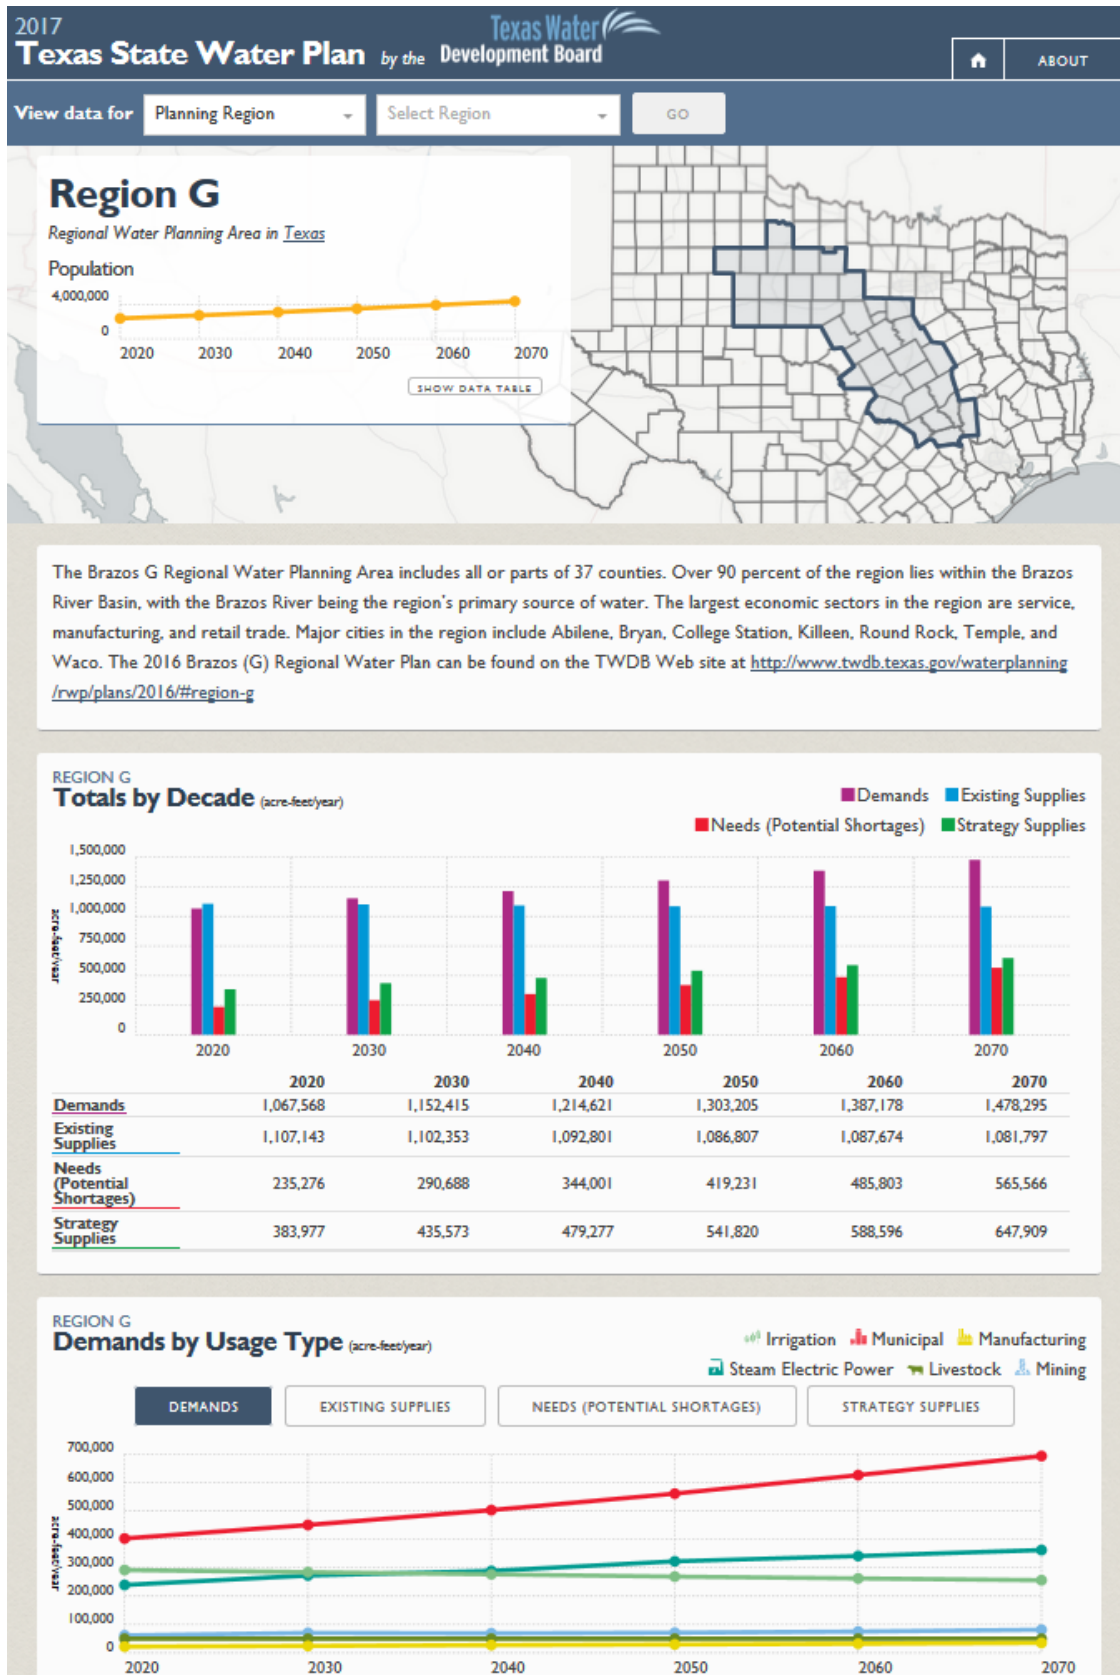 2017
Texas State Water Plan by the Texas Water Development Board
ABOUT
View data for Planning Region Select Region GO
Region G
Regional Water Planning Area in Texas
Population
4,000,000
0
2020 2030 2040 2050 2060 2070
SHOW DATA TABLE
The Brazos G Regional Water Planning Area includes all or parts of 37 counties. Over 90 percent of the region lies within the Brazos
River Basin, with the Brazos River being the region's primary source of water. The largest economic sectors in the region are service,
manufacturing, and retail trade. Major cities in the region include Abilene, Bryan, College Station, Killeen, Round Rock, Temple, and
Waco. The 2016 Brazos (G) Regional Water Plan can be found on the TWDB Web site at http://www.twdb.texas.gov/waterplanning
/rwp/plans/2016/#region-g
REGION G
Totals by Decade (acre-feet/year)
Demands Existing Supplies
Needs (Potential Shortages) Strategy Supplies
1,500,000
1,250,000
1,000,000
750,000
500,000
250,000
0
acre-feet/year
2020 2030 2040 2050 2060 2070
2020 2030 2040 2050 2060 2070
Demands 1,067,568 1,152,415 1,214,621 1,303,205 1,387,178 1,478,295
Existing
Supplies 1,107,143 1,102,353 1,092,801 1,086,807 1,087,674 1,081,797
Needs
(Potential
Shortages) 235,276 290,688 344,001 419,231 485,803 565,566
Strategy
Supplies 383,977 435,573 479,277 541,820 588,596 647,909
REGION G
Demands by Usage Type (acre-feet/year)
Irrigation Municipal Manufacturing
Steam Electric Power Livestock Mining
DEMANDS EXISTING SUPPLIES NEEDS (POTENTIAL SHORTAGES) STRATEGY SUPPLIES
700,000
600,000
500,000
400,000
300,000
200,000
100,000
0
acre-feet/year
2020 2030 2040 2050 2060 2070